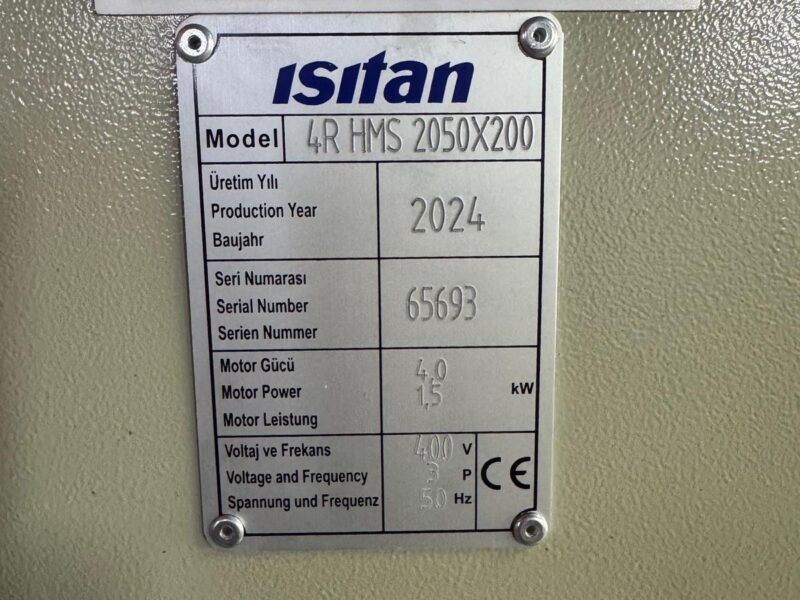 ısıtan
Model 4R HMS 2050X200
Üretim Yılı
Production Year 2024
Baujahr
Seri Numarası
Serial Number 65693
Serien Nummer
Motor Gücü 4,0
Motor Power 1,5 kW
Motor Leistung
Voltaj ve Frekans 400 V
Voltage and Frequency 3 P
Spannung und Frequenz 50 Hz
CE